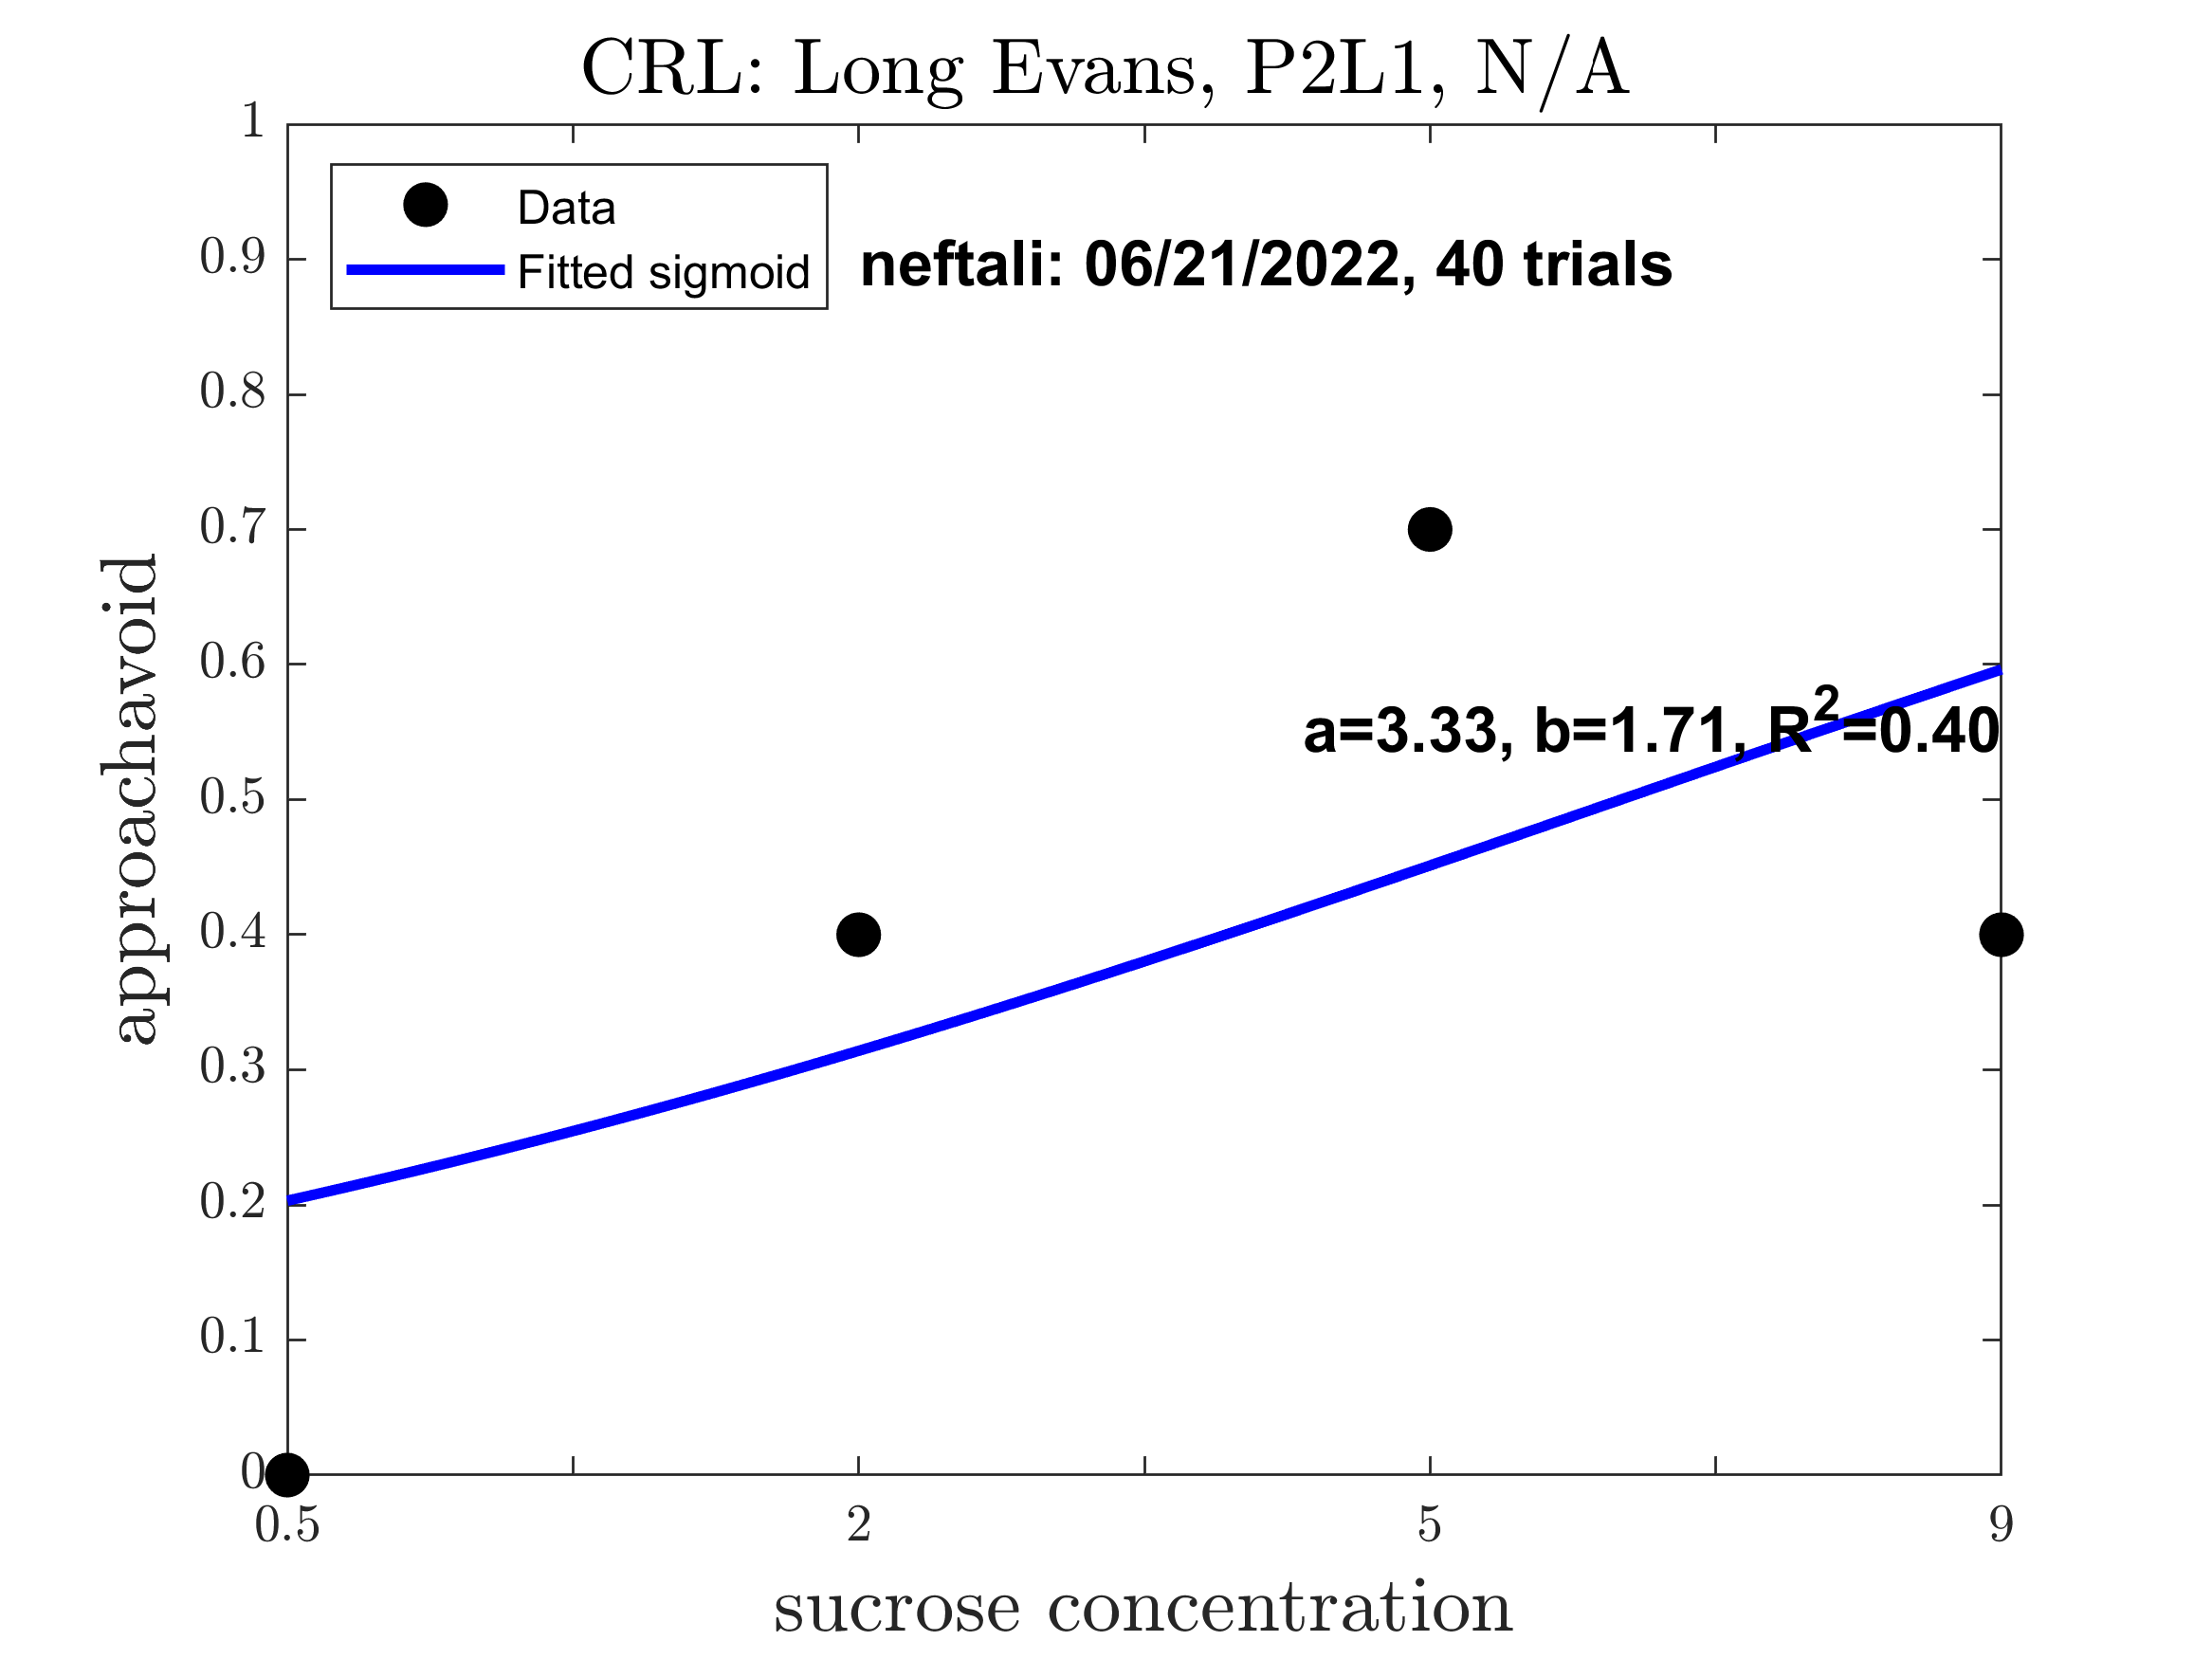 CRL: Long Evans, P2L1, N/A
1
0.9
0.8
0.7
0.6
0.5
0.4
0.3
0.2
0.1
0
approachavoid
Data
Fitted sigmoid
neftali: 06/21/2022, 40 trials
a=3.33, b=1.71, R²=0.40
0.5 2 5 9
sucrose concentration